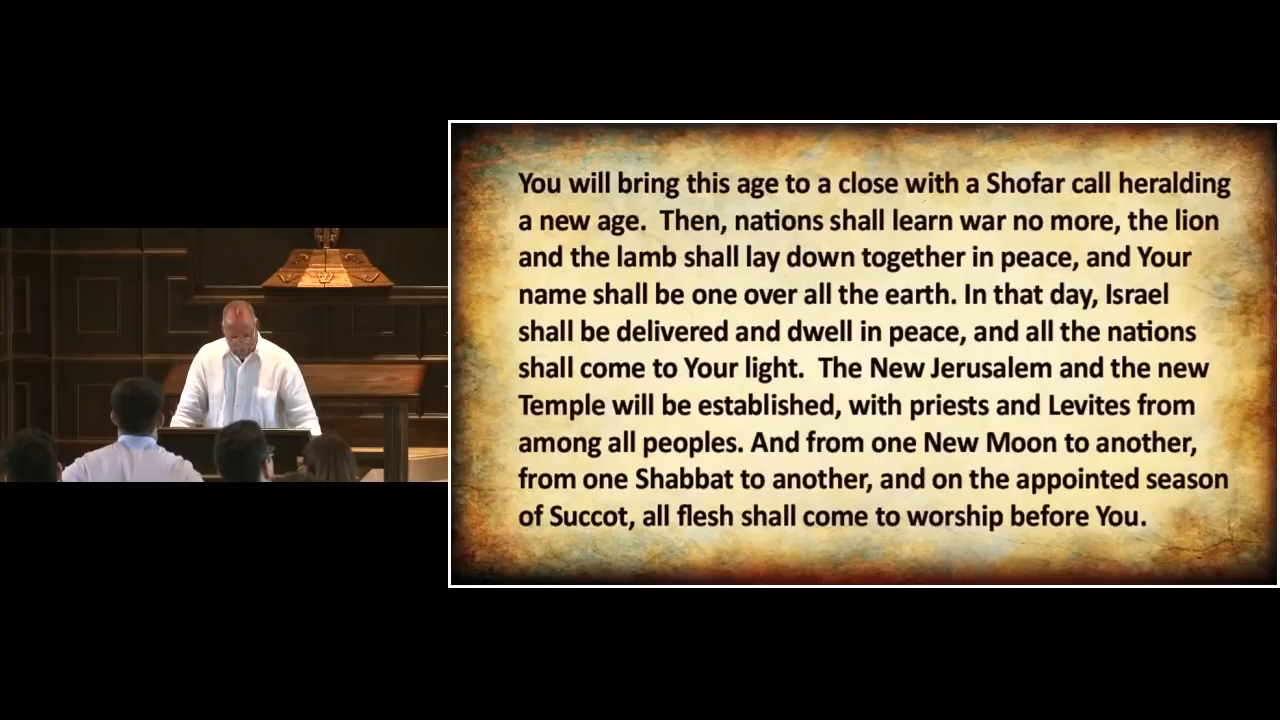 You will bring this age to a close with a Shofar call heralding
a new age.  Then, nations shall learn war no more, the lion
and the lamb shall lay down together in peace, and Your
name shall be one over all the earth. In that day, Israel
shall be delivered and dwell in peace, and all the nations
shall come to Your light.  The New Jerusalem and the new
Temple will be established, with priests and Levites from
among all peoples. And from one New Moon to another,
from one Shabbat to another, and on the appointed season
of Succot, all flesh shall come to worship before You.